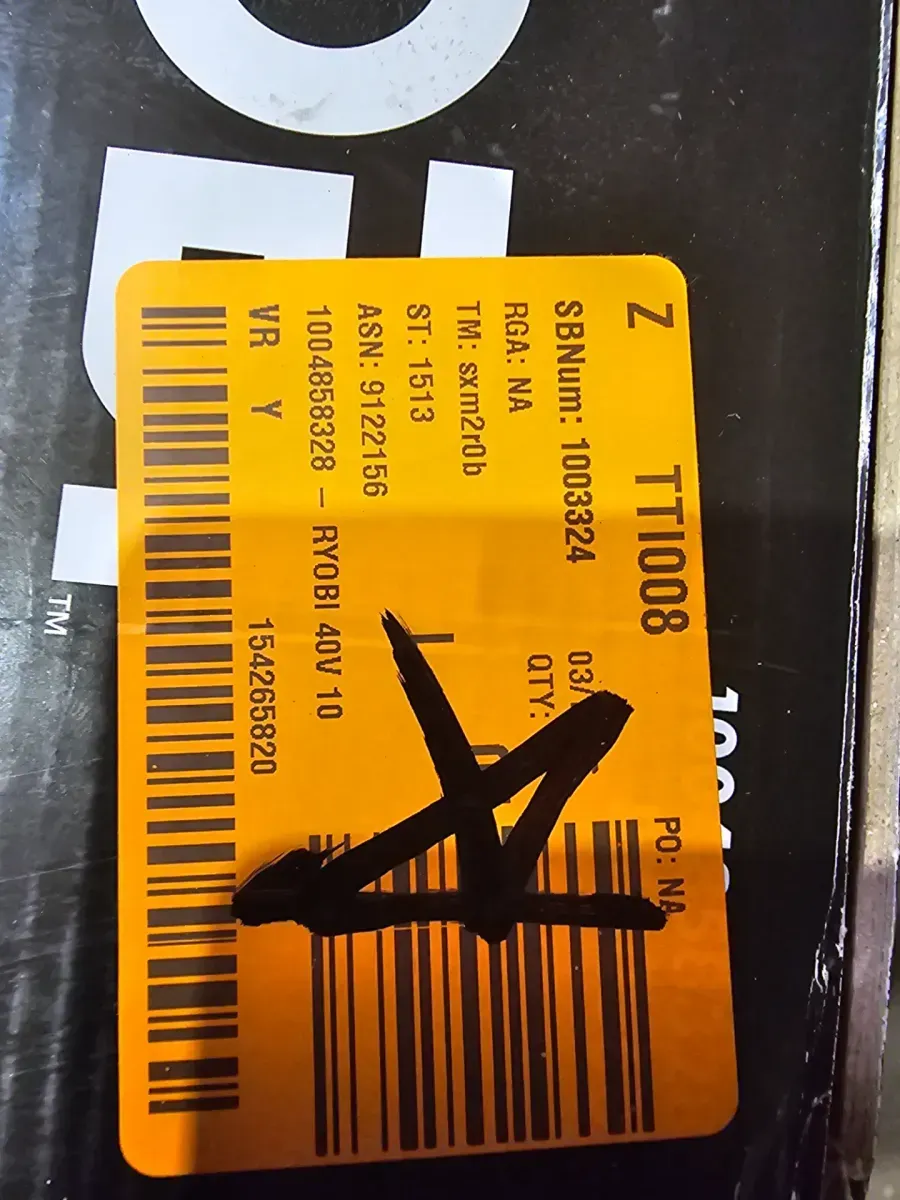 Z TTI008 PO: NA
SBNum: 1003324 03/
RGA: NA QTY:
TM: sxm2r0b
ST: 1513
ASN: 9122156
1004858328 – RYOBI 40V 10
VR Y 154265820
TM